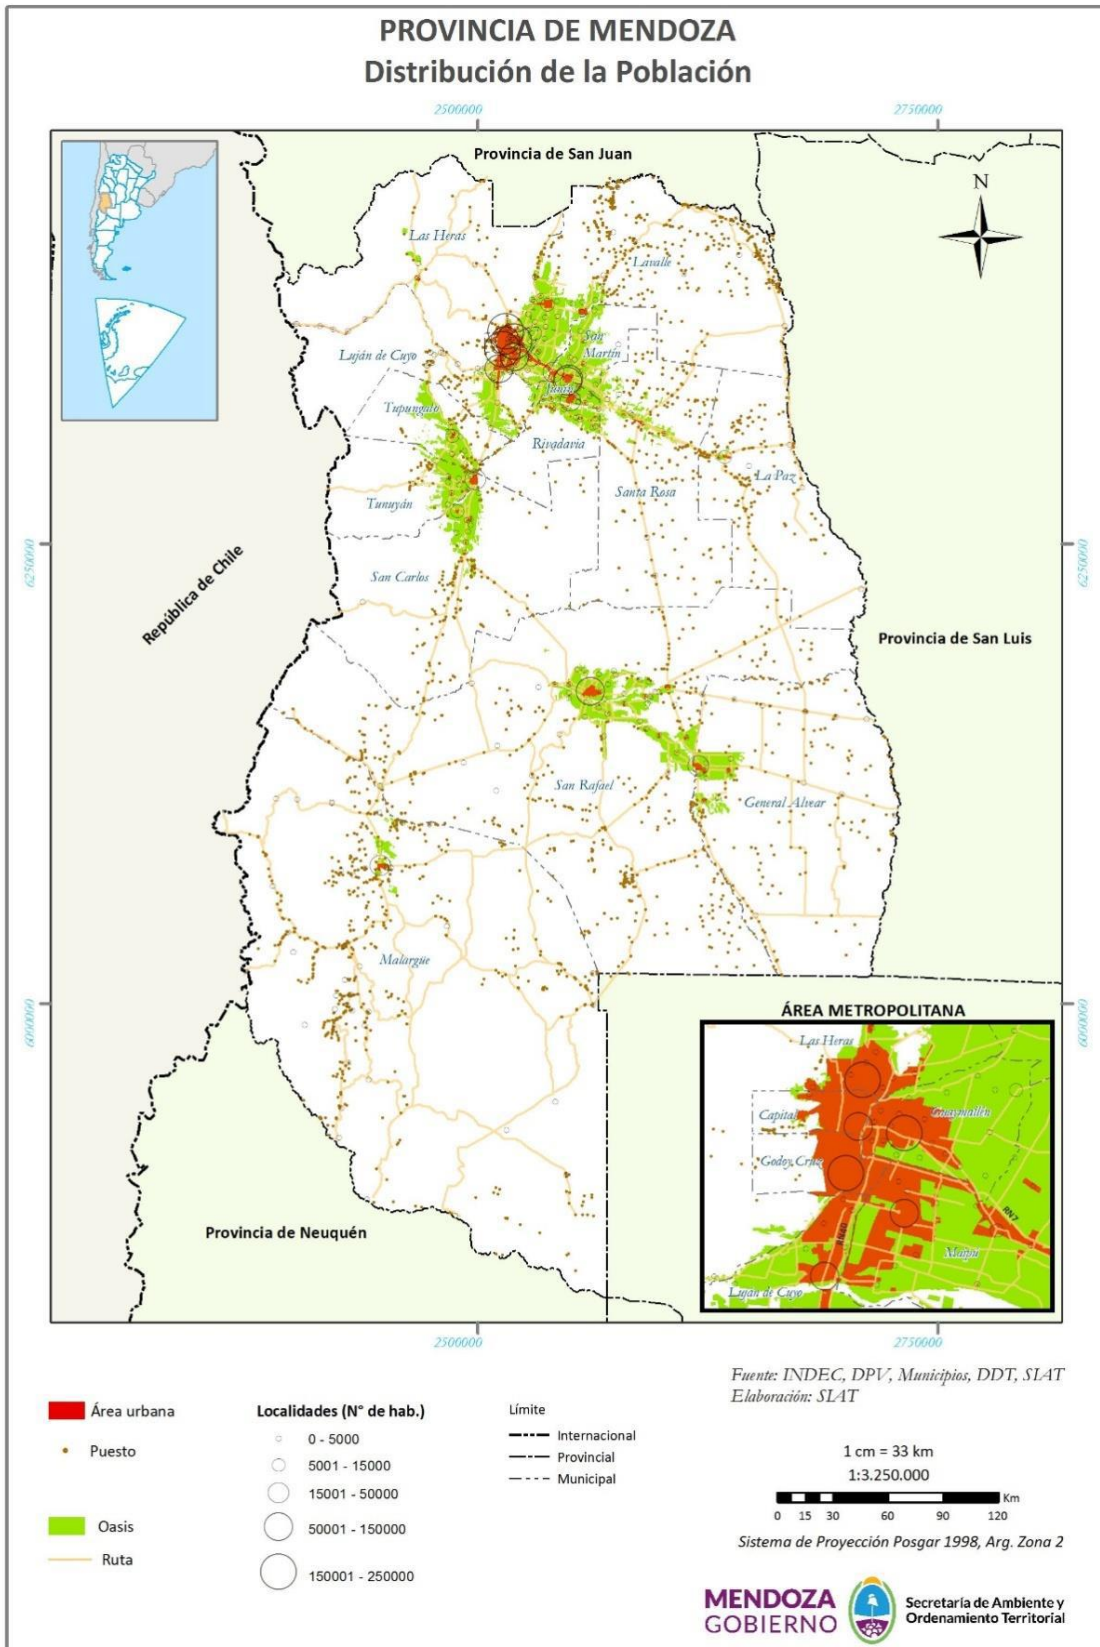 PROVINCIA DE MENDOZA
Distribución de la Población
2500000
2750000
Provincia de San Juan
N
Las Heras
Lavalle
Luján de Cuyo
San
Martín
Junín
Tupungato
Rivadavia
La Paz
Santa Rosa
Tunuyán
6250000
6250000
San Carlos
República de Chile
Provincia de San Luis
San Rafael
General Alvear
Malargüe
6000000
6000000
ÁREA METROPOLITANA
Las Heras
Capital
Guaymallén
Godoy Cruz
RN7
RN40
Maipú
Luján de Cuyo
Provincia de Neuquén
2500000
2750000
Fuente: INDEC, DPV, Municipios, DDT, SIAT
Elaboración: SIAT
Área urbana
Puesto
Oasis
Ruta
Localidades (N° de hab.)
0 - 5000
5001 - 15000
15001 - 50000
50001 - 150000
150001 - 250000
Límite
Internacional
Provincial
Municipal
1 cm = 33 km
1:3.250.000
Km
0 15 30 60 90 120
Sistema de Proyección Posgar 1998, Arg. Zona 2
MENDOZA
GOBIERNO
Secretaría de Ambiente y
Ordenamiento Territorial